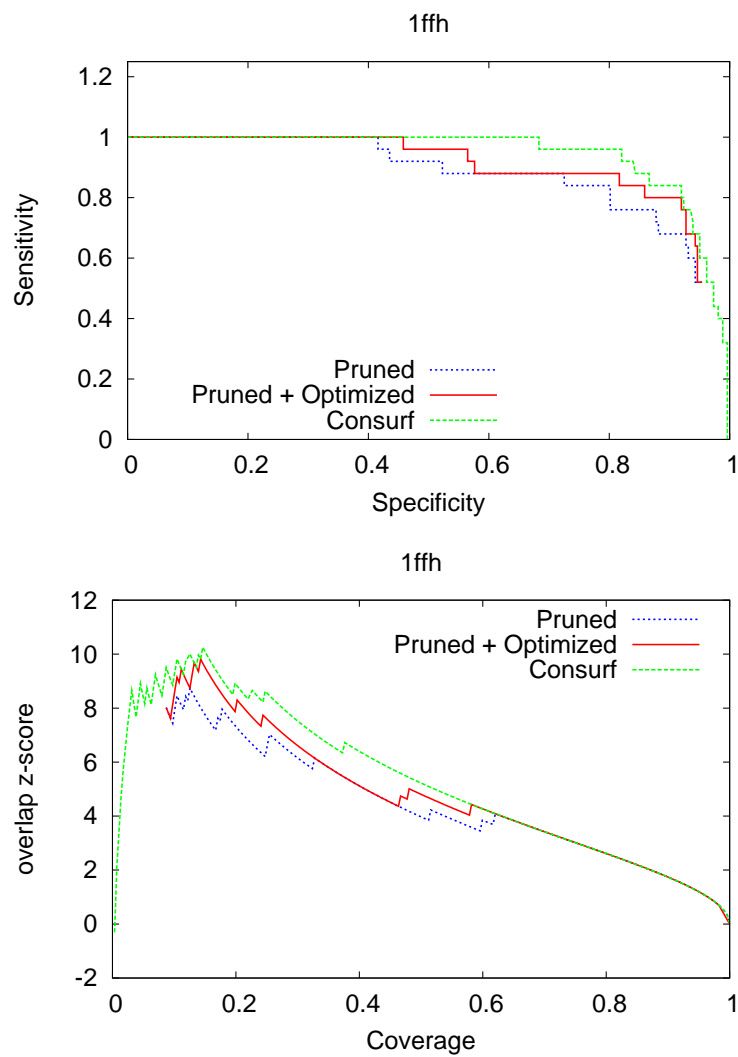 1ffh
1.2
1
0.8
0.6
0.4
0.2
0
Sensitivity
Pruned
Pruned + Optimized
Consurf
0 0.2 0.4 0.6 0.8 1
Specificity
1ffh
12
10
8
6
4
2
0
-2
overlap z-score
Pruned
Pruned + Optimized
Consurf
0 0.2 0.4 0.6 0.8 1
Coverage